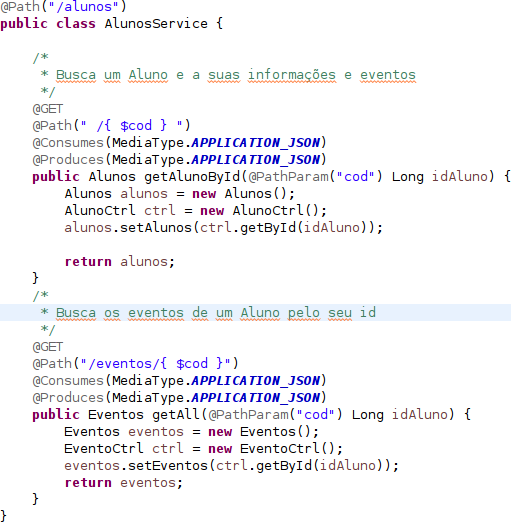 @Path("/alunos")
public class AlunosService {
/*
* Busca um Aluno e a suas informações e eventos
*/
@GET
@Path(" /{ $cod } ")
@Consumes(MediaType.APPLICATION_JSON)
@Produces(MediaType.APPLICATION_JSON)
public Alunos getAlunoById(@PathParam("cod") Long idAluno) {
Alunos alunos = new Alunos();
AlunoCtrl ctrl = new AlunoCtrl();
alunos.setAlunos(ctrl.getById(idAluno));
return alunos;
}
/*
* Busca os eventos de um Aluno pelo seu id
*/
@GET
@Path("/eventos/{ $cod }")
@Consumes(MediaType.APPLICATION_JSON)
@Produces(MediaType.APPLICATION_JSON)
public Eventos getAll(@PathParam("cod") Long idAluno) {
Eventos eventos = new Eventos();
EventoCtrl ctrl = new EventoCtrl();
eventos.setEventos(ctrl.getById(idAluno));
return eventos;
}
}